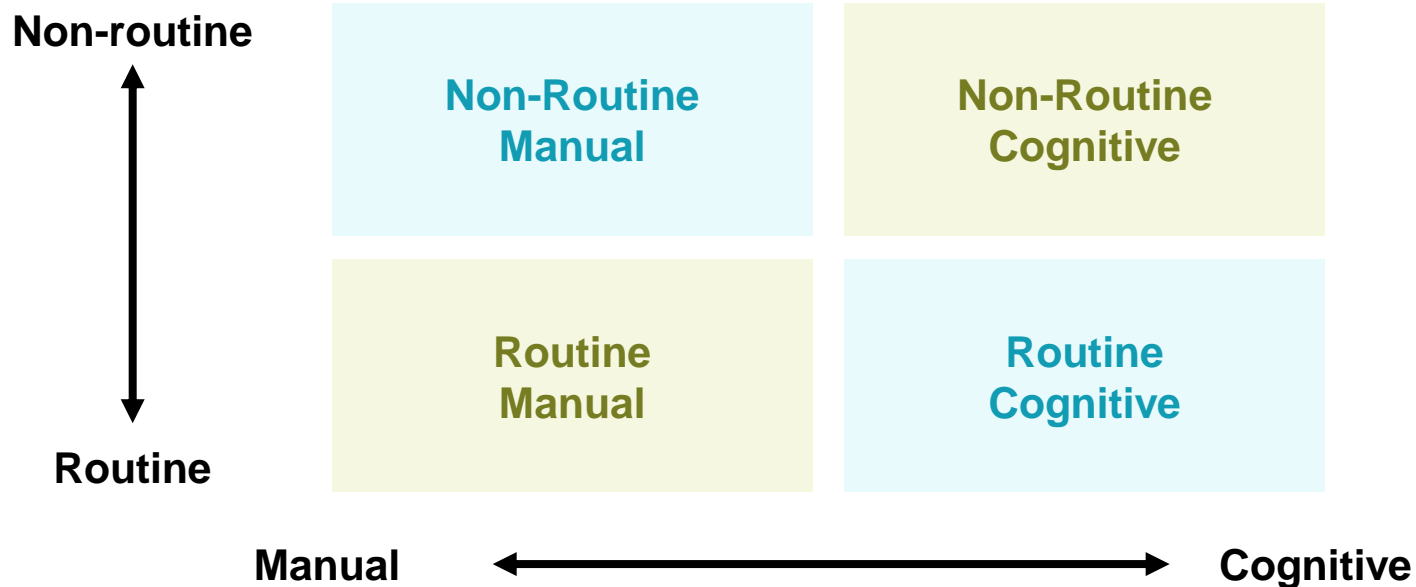 Non-routine
Non-Routine
Manual
Non-Routine
Cognitive
Routine
Manual
Routine
Cognitive
Routine
Manual
Cognitive